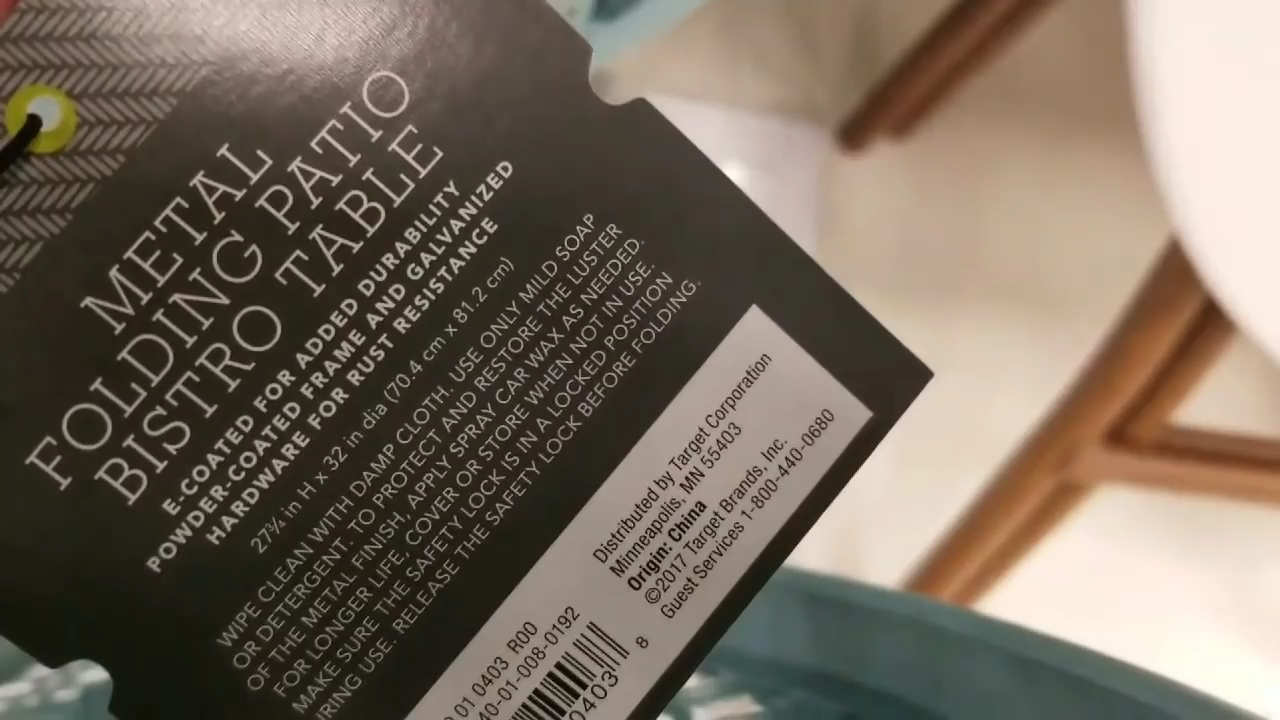 METAL
FOLDING PATIO
BISTRO TABLE
E-COATED FOR ADDED DURABILITY
POWDER-COATED FRAME AND GALVANIZED
HARDWARE FOR RUST RESISTANCE
27¾ in H x 32 in dia (70.4 cm x 81.2 cm)
WIPE CLEAN WITH DAMP CLOTH. USE ONLY MILD SOAP
OR DETERGENT. TO PROTECT AND RESTORE THE LUSTER
OF THE METAL FINISH, APPLY SPRAY CAR WAX AS NEEDED.
FOR LONGER LIFE, COVER OR STORE WHEN NOT IN USE.
MAKE SURE THE SAFETY LOCK IS IN A LOCKED POSITION
RING USE. RELEASE THE SAFETY LOCK BEFORE FOLDING.
Distributed by Target Corporation
Minneapolis, MN 55403
Origin: China
©2017 Target Brands, Inc.
Guest Services 1-800-440-0680
01 0403 R00
40-01-008-0192
0403 8